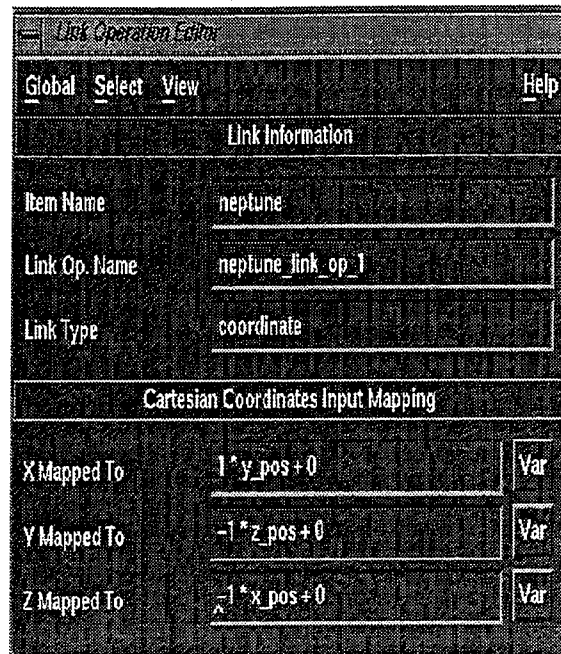 Link Operation Editor
Global Select View Help
Link Information
Item Name neptune
Link Op. Name neptune_link_op_1
Link Type coordinate
Cartesian Coordinates Input Mapping
X Mapped To 1 * y_pos + 0 Var
Y Mapped To -1 * z_pos + 0 Var
Z Mapped To -1 * x_pos + 0 Var